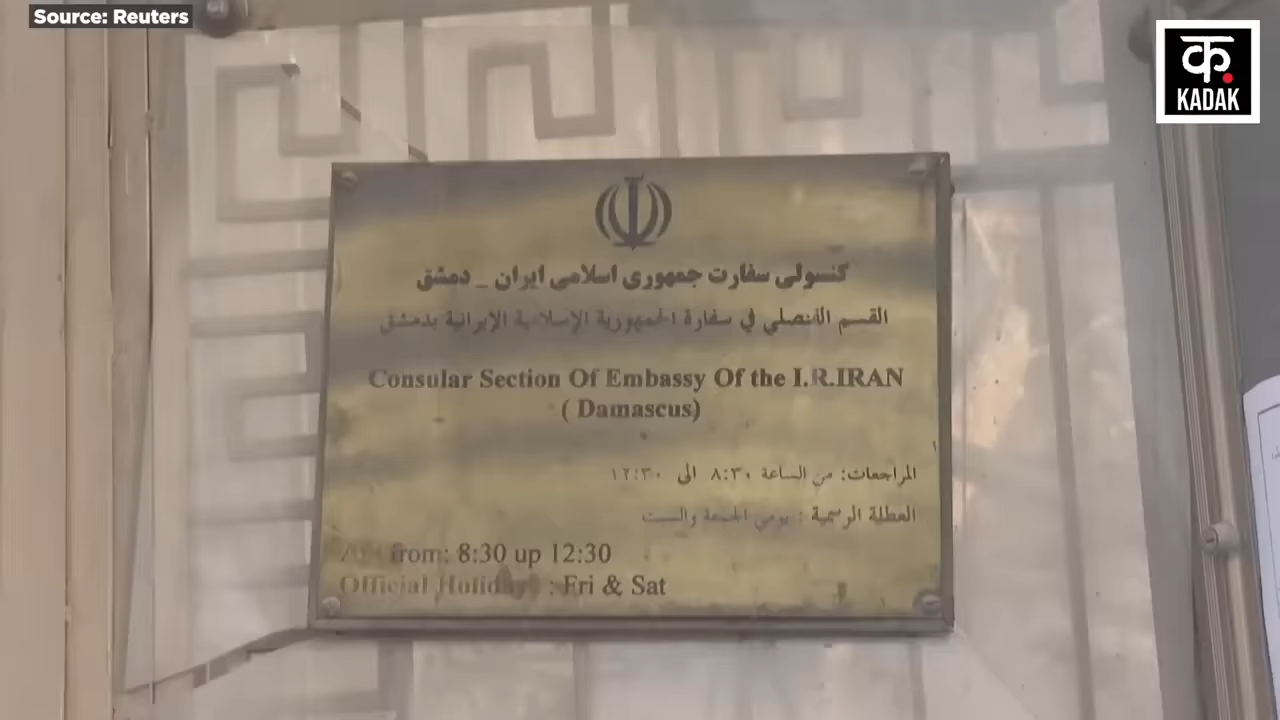 Source: Reuters
क.
KADAK
کنسولی سفارت جمهوری اسلامی ایران _ دمشق
القسم القنصلي في سفارة الجمهورية الإسلامية الإيرانية بدمشق
Consular Section Of Embassy Of the I.R.IRAN
( Damascus)
المراجعات: من الساعة ٨:٣٠ الى ١٢:٣٠
العطلة الرسمية : يومي الجمعة والسبت
from: 8:30 up 12:30
Official Holiday : Fri & Sat